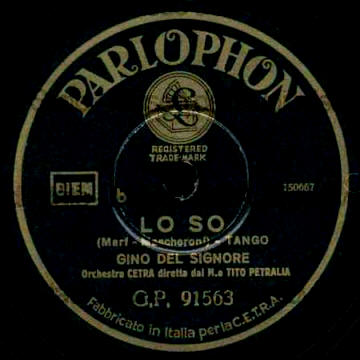 PARLOPHON
REGISTERED
TRADE-MARK
BIEM
b
150667
LO SO
(Marf - Mascheroni) - TANGO
GINO DEL SIGNORE
Orchestra CETRA diretta dal M.o TITO PETRALIA
G.P. 91563
Fabbricato in Italia per la C.E.T.R.A.